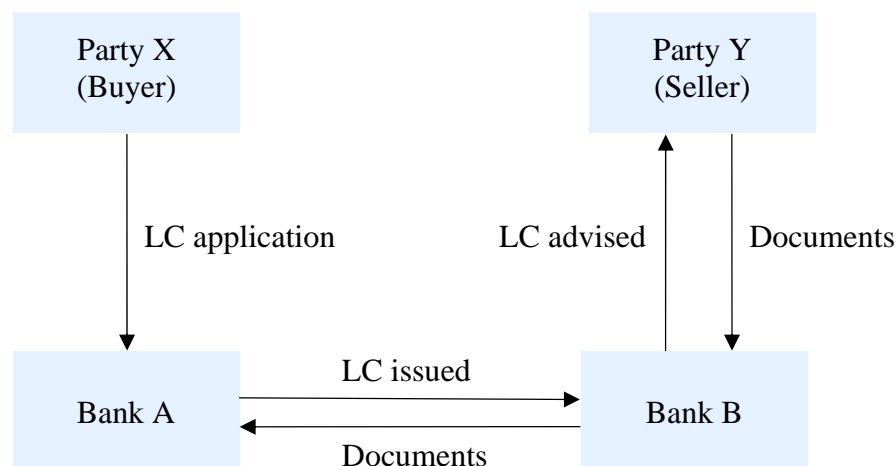 Party X
(Buyer)
Party Y
(Seller)
LC application
LC advised
Documents
Bank A
LC issued
Documents
Bank B